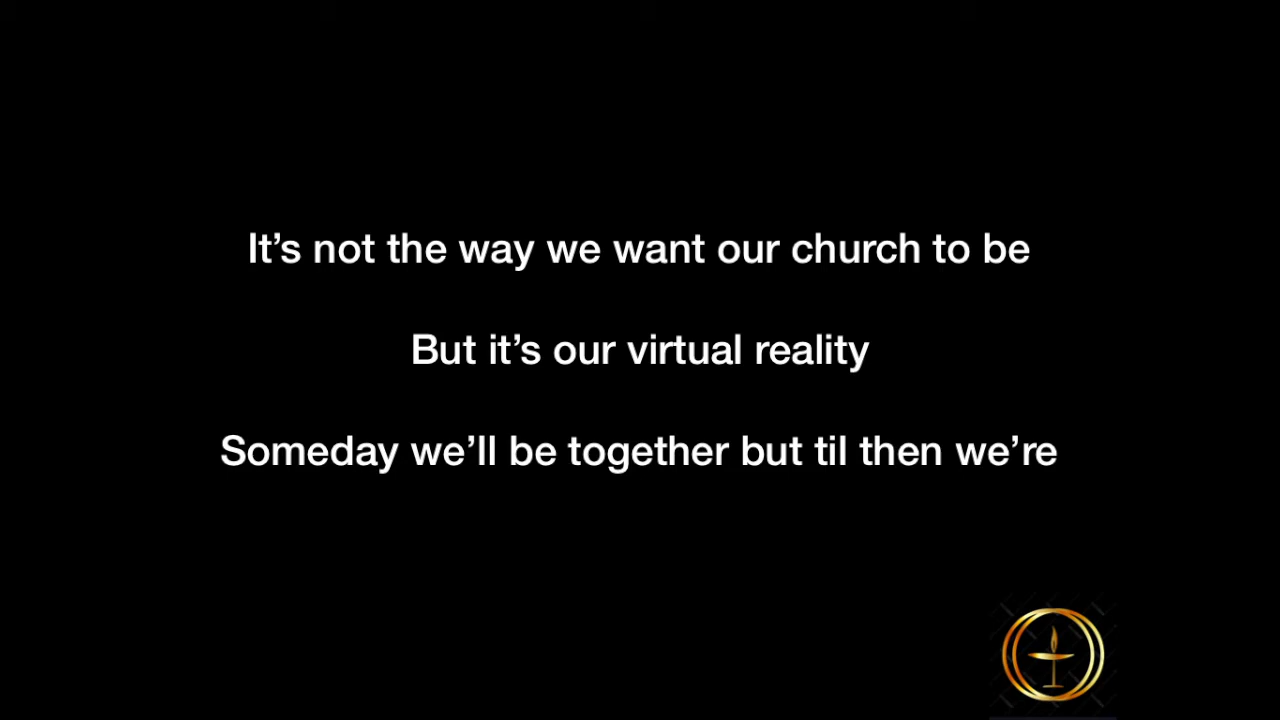 It’s not the way we want our church to be
But it’s our virtual reality
Someday we’ll be together but til then we’re